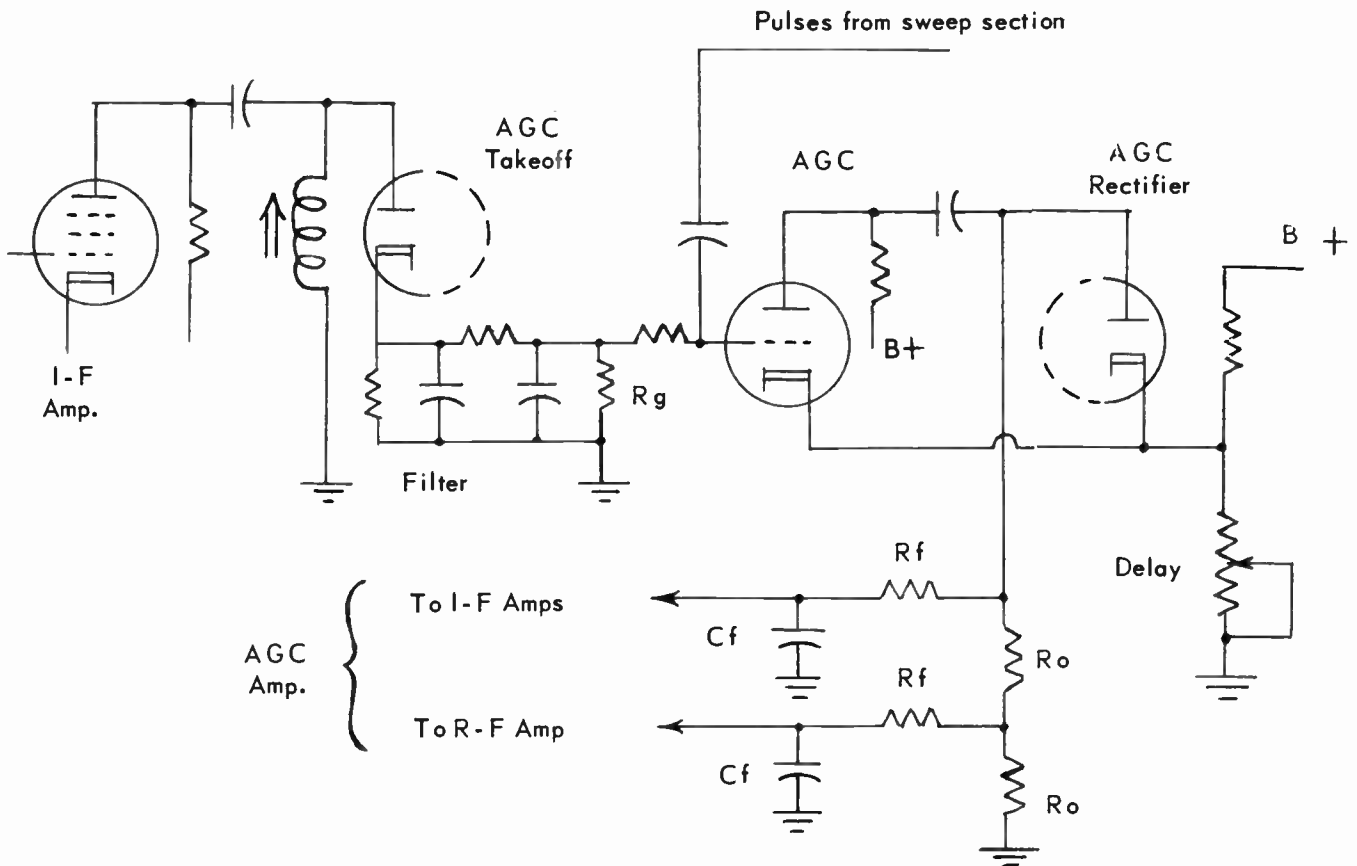 Pulses from sweep section
AGC
Takeoff
AGC
AGC
Rectifier
B +
I-F
Amp.
B+
Rg
Filter
Rf
Delay
To I-F Amps
Cf
Ro
AGC
Amp.
Rf
To R-F Amp
Cf
Ro